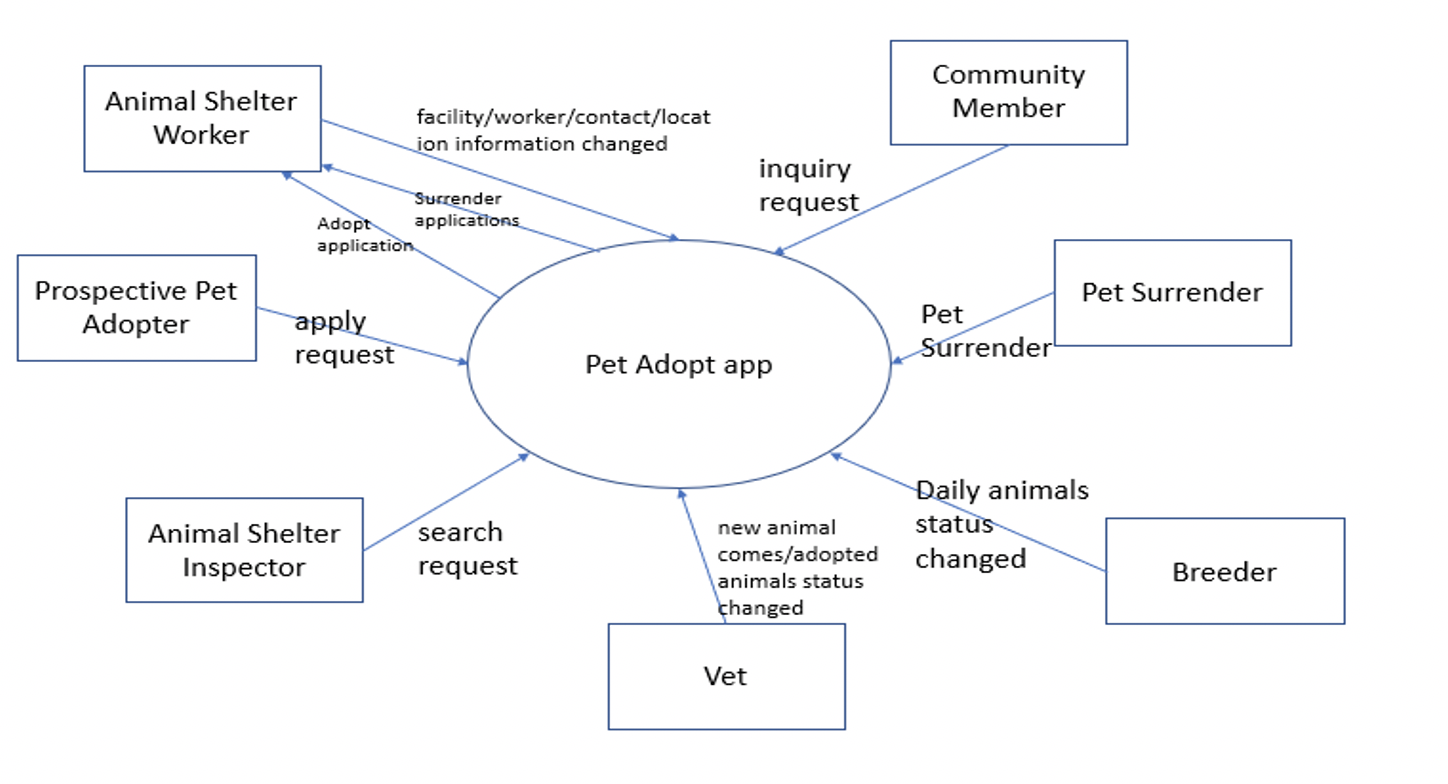 Animal Shelter
Worker
facility/worker/contact/locat
ion information changed
Community
Member
inquiry
request
Surrender
applications
Adopt
application
Prospective Pet
Adopter
apply
request
Pet Adopt app
Pet
Surrender
Pet Surrender
Animal Shelter
Inspector
search
request
new animal
comes/adopted
animals status
changed
Daily animals
status
changed
Breeder
Vet